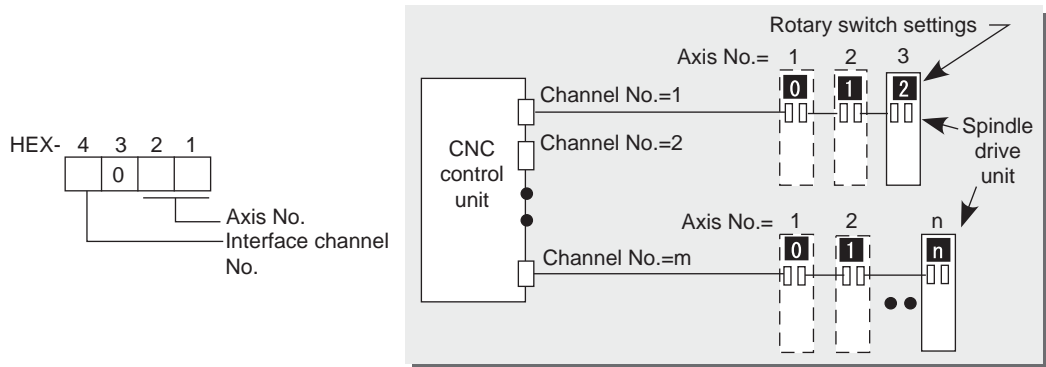 HEX- 4 3 2 1
0
Axis No.
Interface channel
No.
Rotary switch settings
Axis No.= 1 2 3
0 1 2
Channel No.=1
Channel No.=2
CNC
control
unit
Spindle
drive
unit
Axis No.= 1 2 n
0 1 n
Channel No.=m